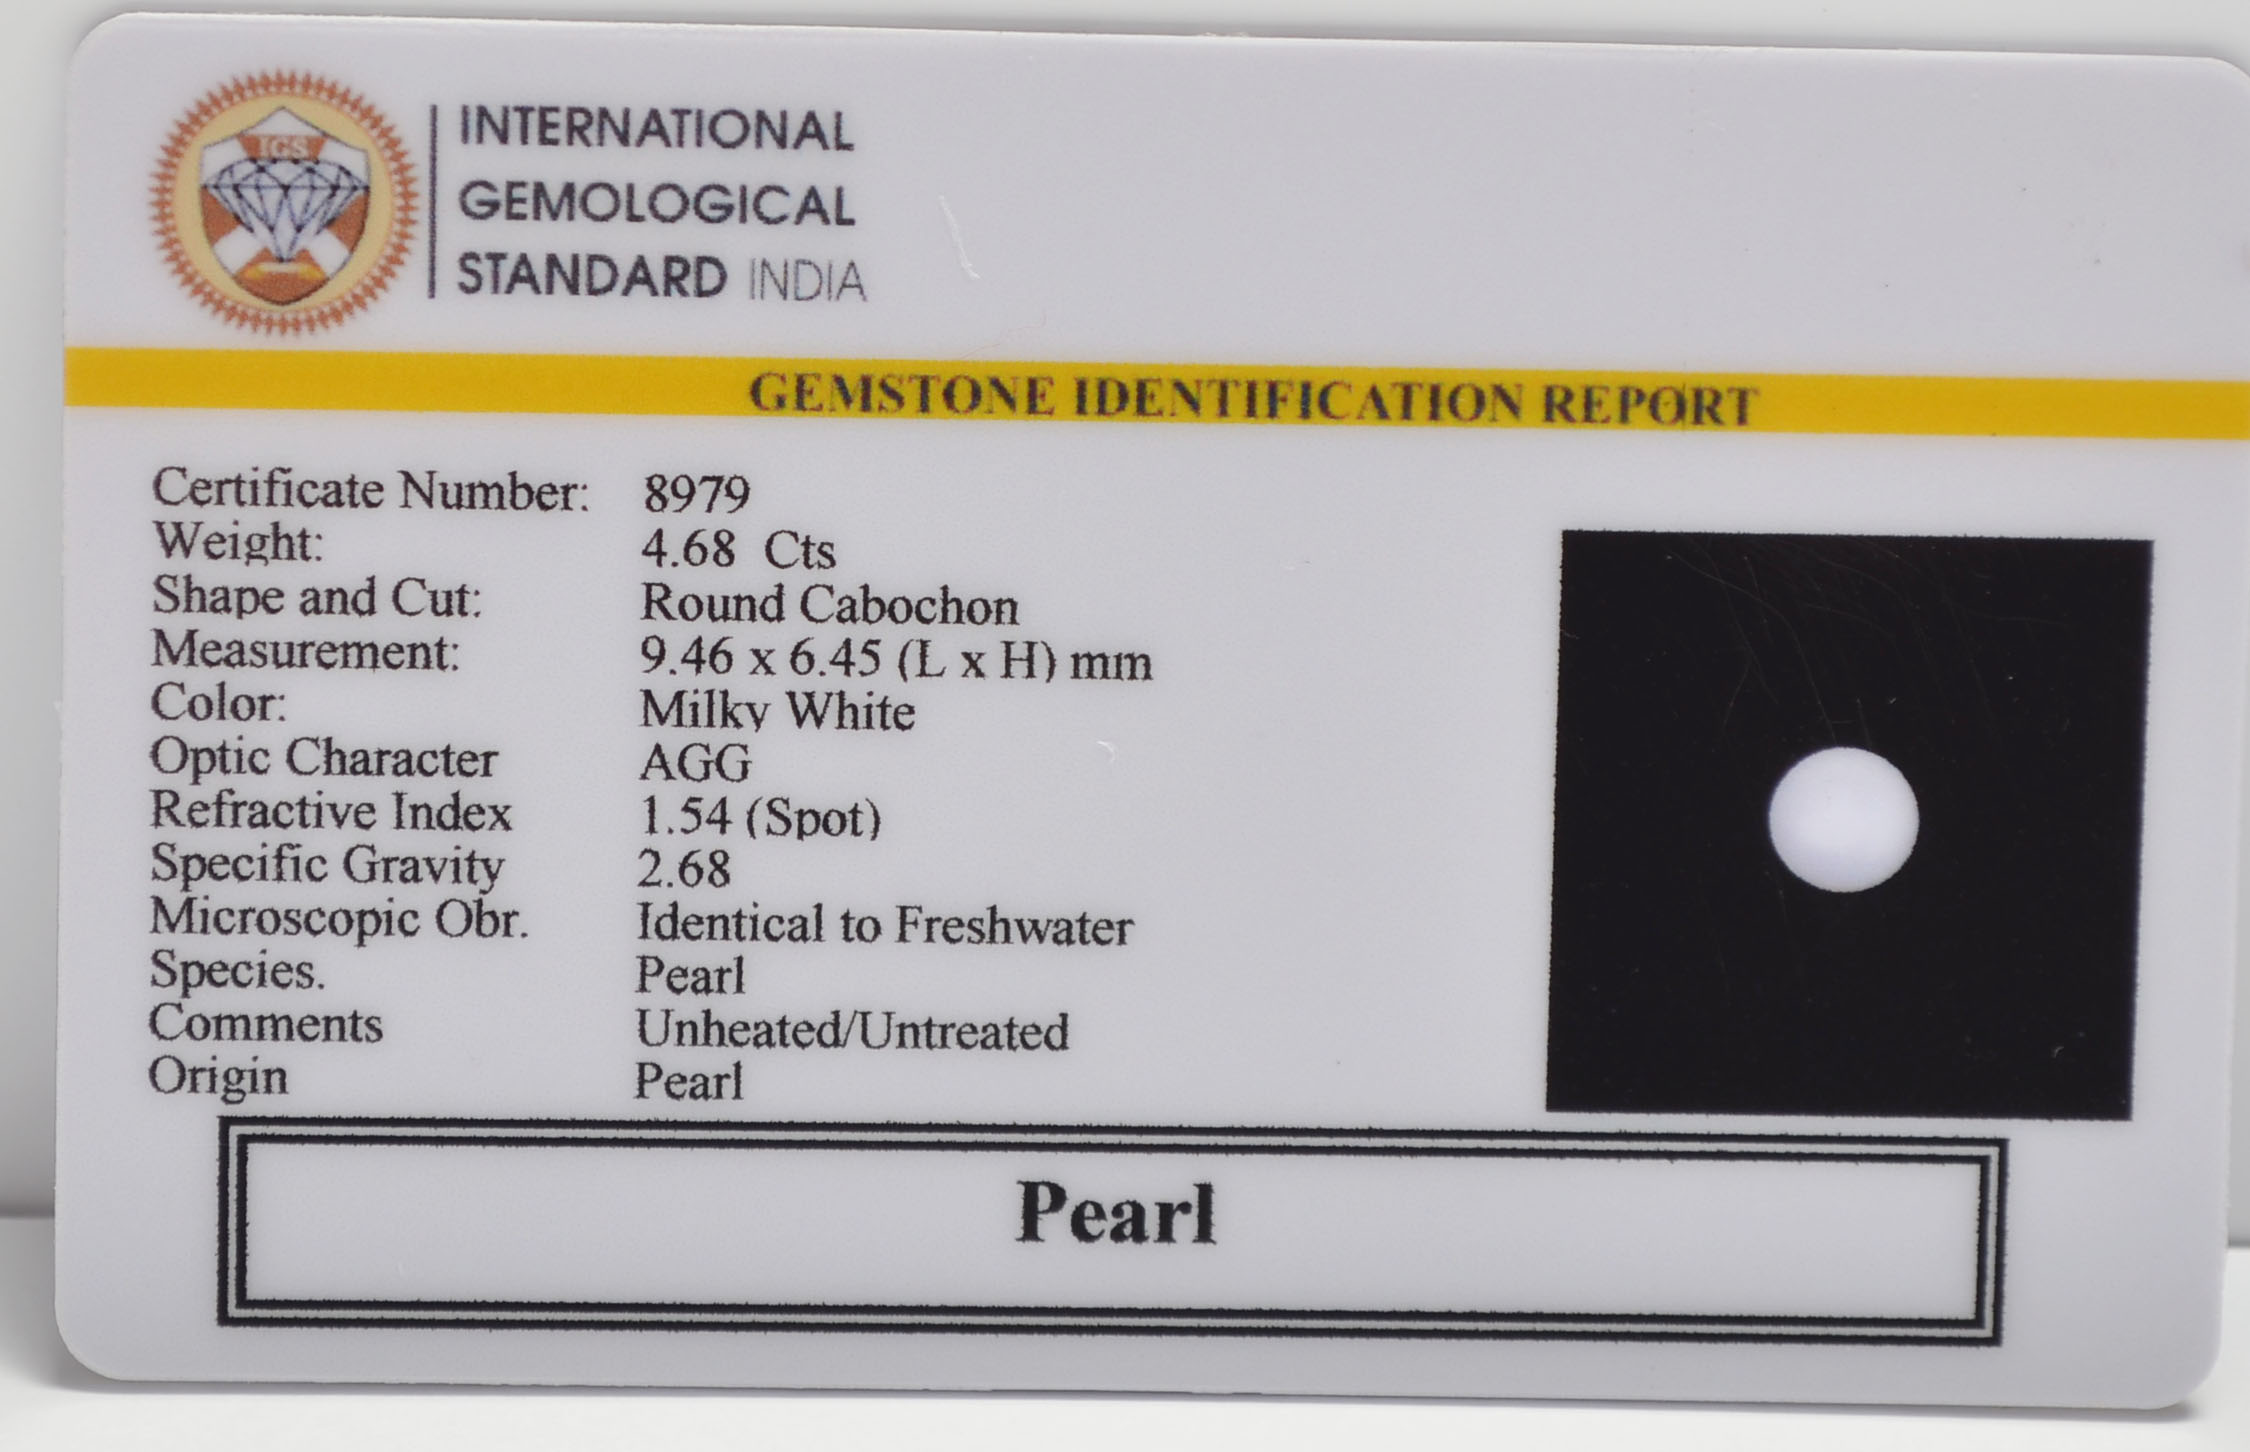 IGS
INTERNATIONAL
GEMOLOGICAL
STANDARD INDIA
GEMSTONE IDENTIFICATION REPORT
Certificate Number: 8979
Weight: 4.68 Cts
Shape and Cut: Round Cabochon
Measurement: 9.46 x 6.45 (L x H) mm
Color: Milky White
Optic Character AGG
Refractive Index 1.54 (Spot)
Specific Gravity 2.68
Microscopic Obr. Identical to Freshwater
Species. Pearl
Comments Unheated/Untreated
Origin Pearl
Pearl